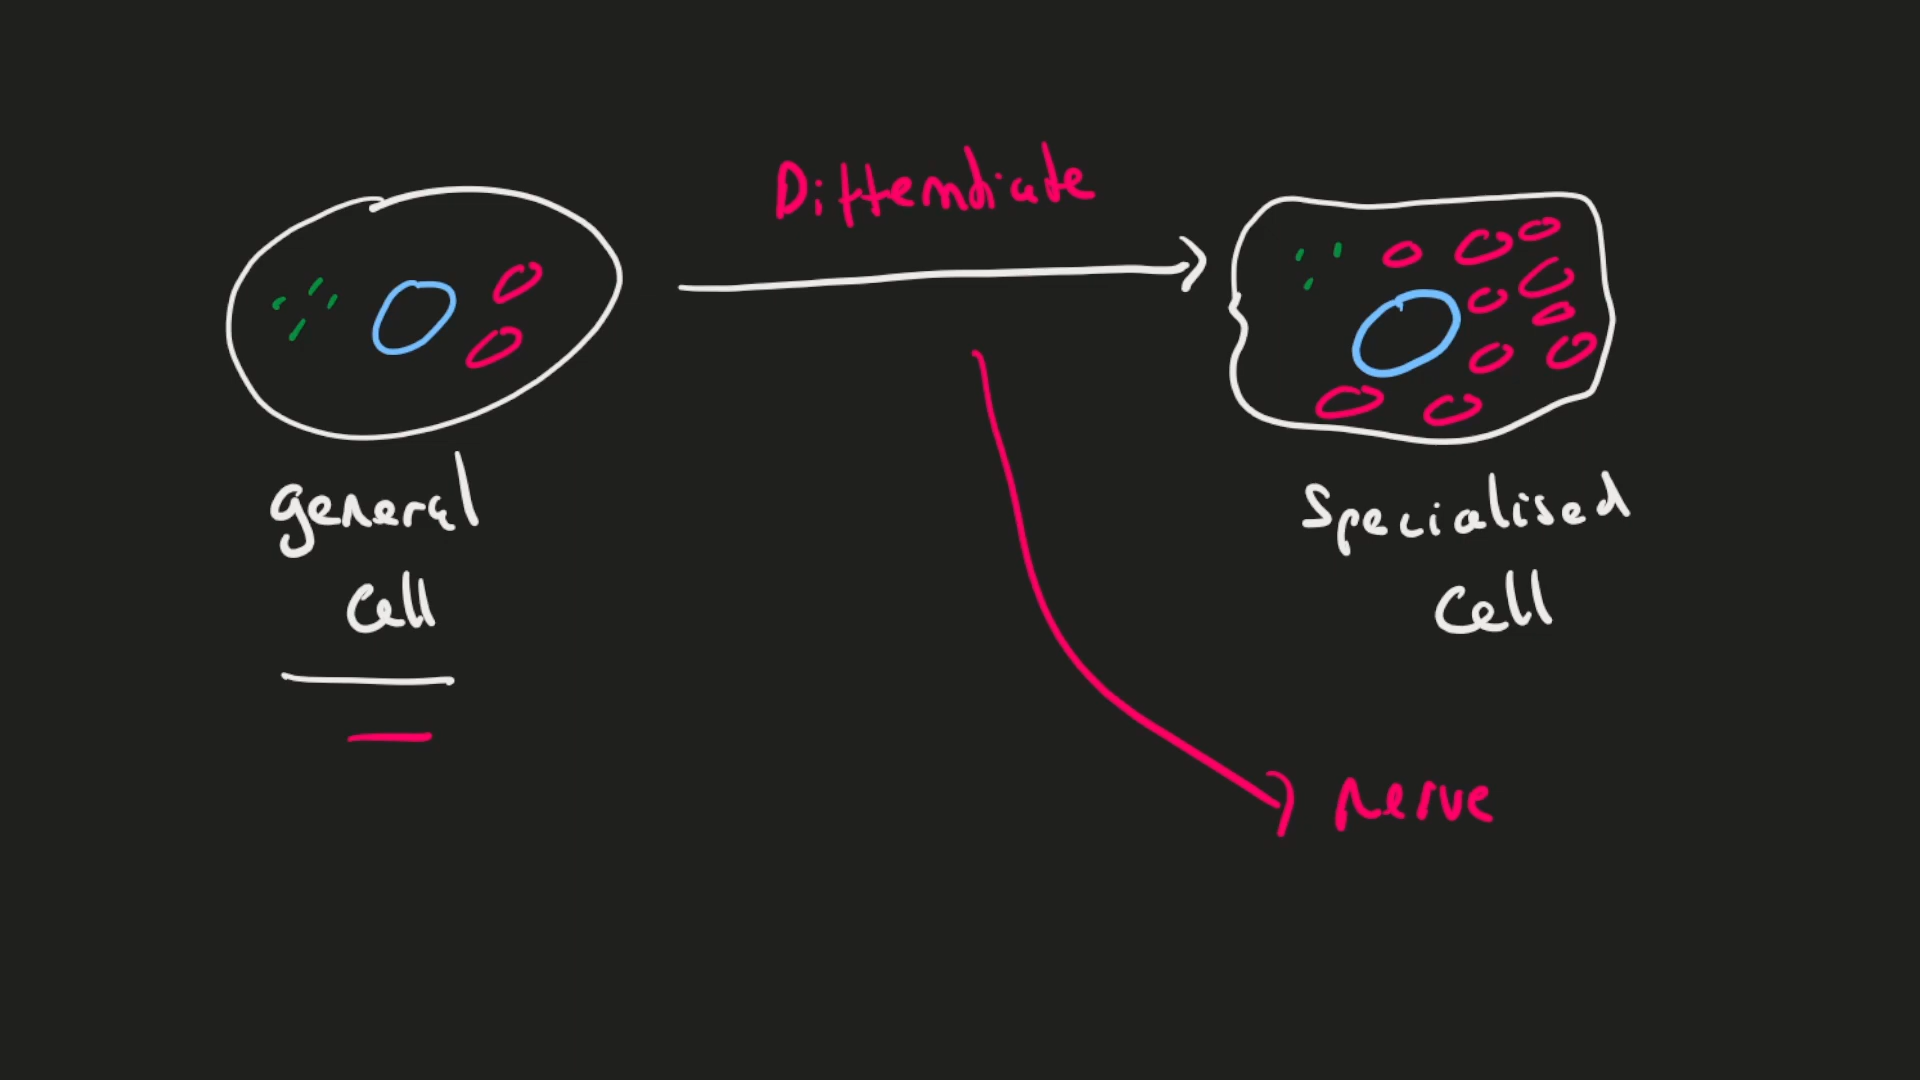 Differentiate
general
cell
Specialised
cell
nerve